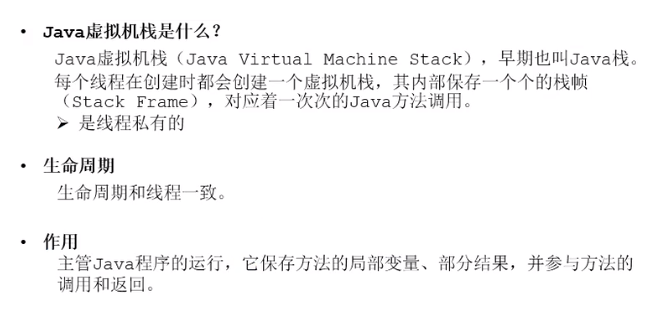 • Java虚拟机栈是什么？
Java虚拟机栈（Java Virtual Machine Stack），早期也叫Java栈。
每个线程在创建时都会创建一个虚拟机栈，其内部保存一个个的栈帧
（Stack Frame），对应着一次次的Java方法调用。
➢ 是线程私有的
• 生命周期
生命周期和线程一致。
• 作用
主管Java程序的运行，它保存方法的局部变量、部分结果，并参与方法的
调用和返回。